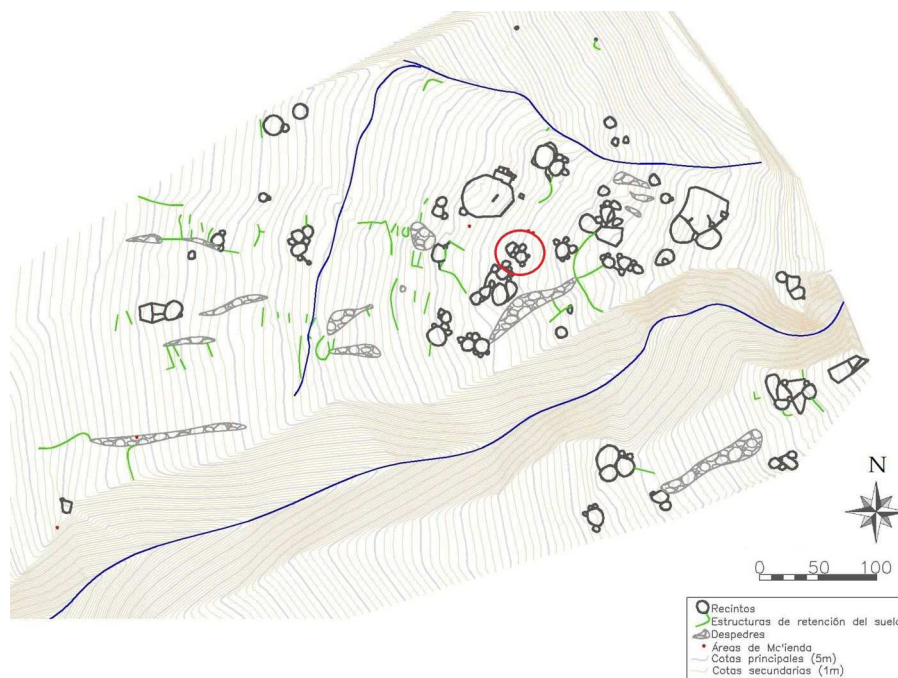 N
0 50 100
Recintos
Estructuras de retención del suelo
Despedres
Áreas de Mc'ienda
Cotas principales (5m)
Cotas secundarias (1m)